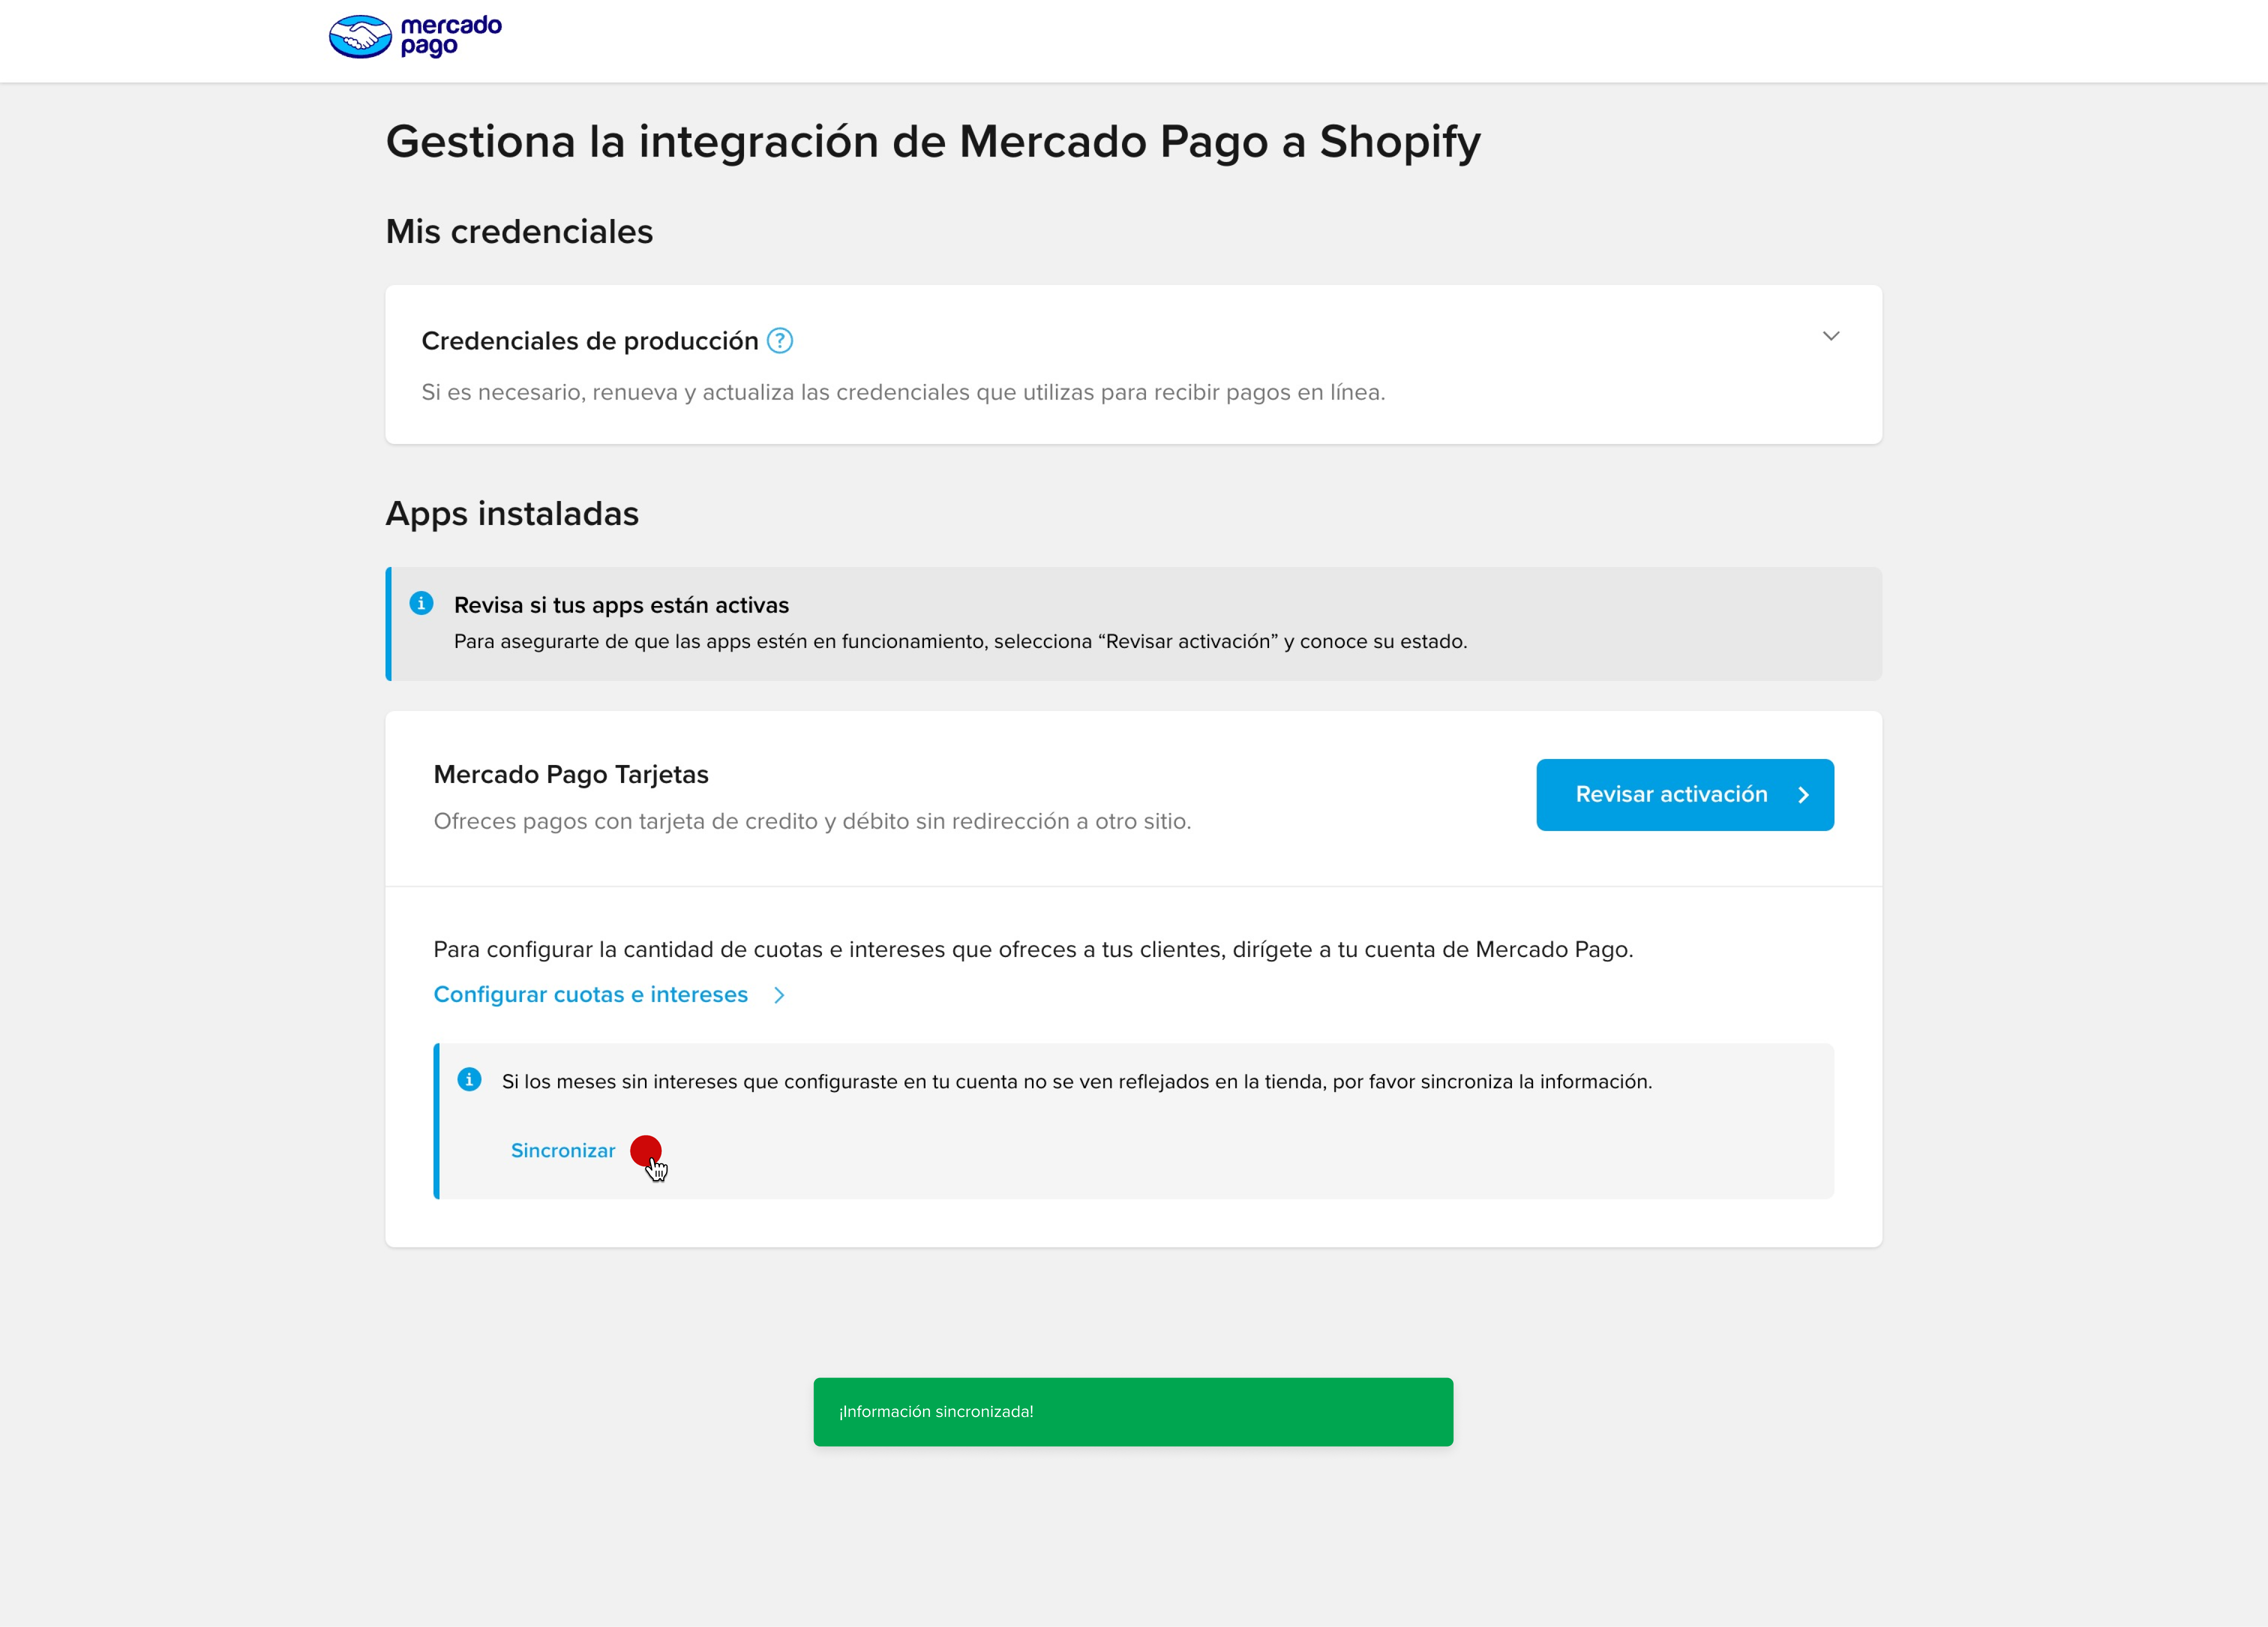 mercado
pago
Gestiona la integración de Mercado Pago a Shopify
Mis credenciales
Credenciales de producción ?
Si es necesario, renueva y actualiza las credenciales que utilizas para recibir pagos en línea.
Apps instaladas
Revisa si tus apps están activas
Para asegurarte de que las apps estén en funcionamiento, selecciona “Revisar activación” y conoce su estado.
Mercado Pago Tarjetas
Revisar activación
Ofreces pagos con tarjeta de credito y débito sin redirección a otro sitio.
Para configurar la cantidad de cuotas e intereses que ofreces a tus clientes, dirígete a tu cuenta de Mercado Pago.
Configurar cuotas e intereses
Si los meses sin intereses que configuraste en tu cuenta no se ven reflejados en la tienda, por favor sincroniza la información.
Sincronizar
¡Información sincronizada!